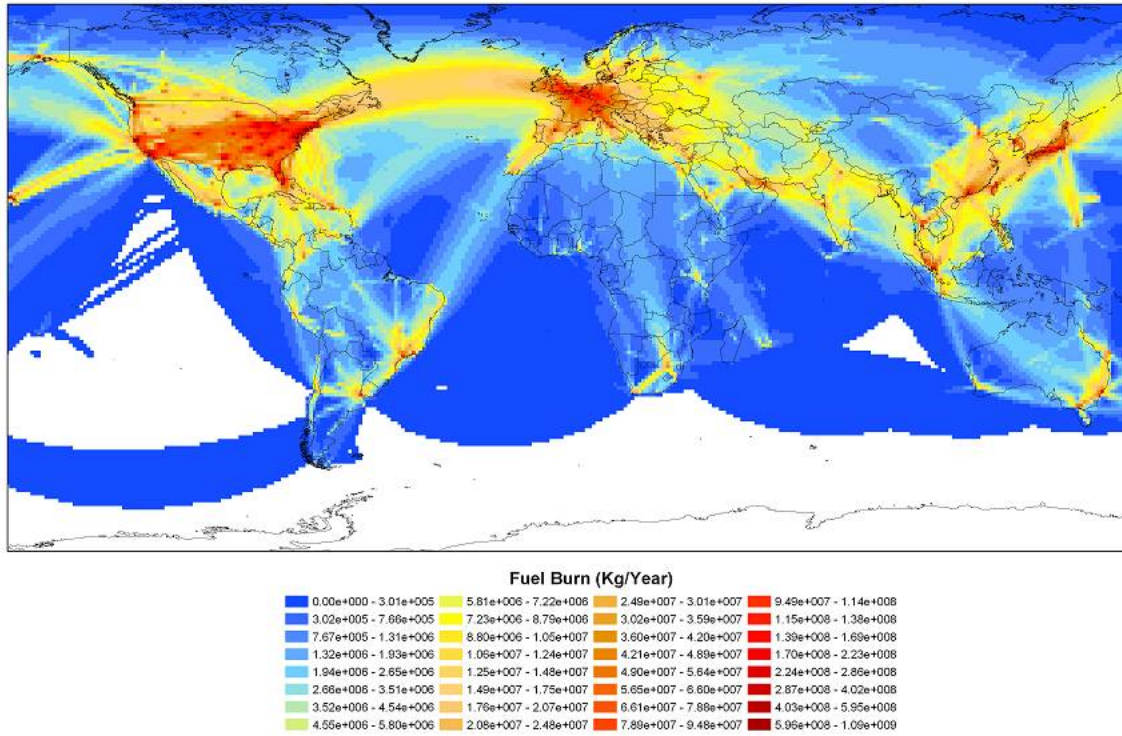 Fuel Burn (Kg/Year)
0.00e+000 - 3.01e+005 5.81e+006 - 7.22e+006 2.49e+007 - 3.01e+007 9.49e+007 - 1.14e+008
3.02e+005 - 7.66e+005 7.23e+006 - 8.79e+006 3.02e+007 - 3.59e+007 1.15e+008 - 1.38e+008
7.67e+005 - 1.31e+006 8.80e+006 - 1.05e+007 3.60e+007 - 4.20e+007 1.39e+008 - 1.69e+008
1.32e+006 - 1.93e+006 1.06e+007 - 1.24e+007 4.21e+007 - 4.89e+007 1.70e+008 - 2.23e+008
1.94e+006 - 2.65e+006 1.25e+007 - 1.48e+007 4.90e+007 - 5.64e+007 2.24e+008 - 2.86e+008
2.66e+006 - 3.51e+006 1.49e+007 - 1.75e+007 5.65e+007 - 6.60e+007 2.87e+008 - 4.02e+008
3.52e+006 - 4.54e+006 1.76e+007 - 2.07e+007 6.61e+007 - 7.88e+007 4.03e+008 - 5.95e+008
4.55e+006 - 5.80e+006 2.08e+007 - 2.48e+007 7.89e+007 - 9.48e+007 5.96e+008 - 1.09e+009